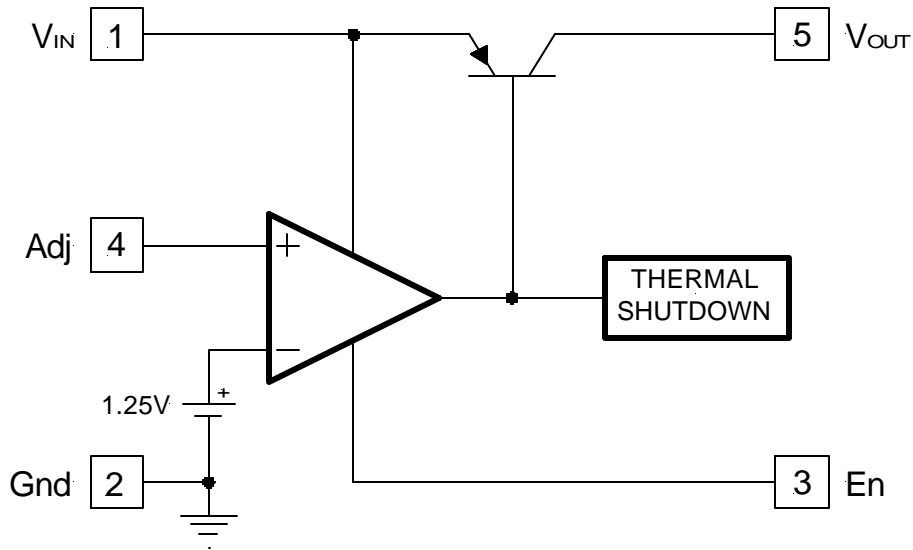 VIN 1
5 VOUT
Adj 4
+
THERMAL
SHUTDOWN
−
1.25V +
Gnd 2
3 En